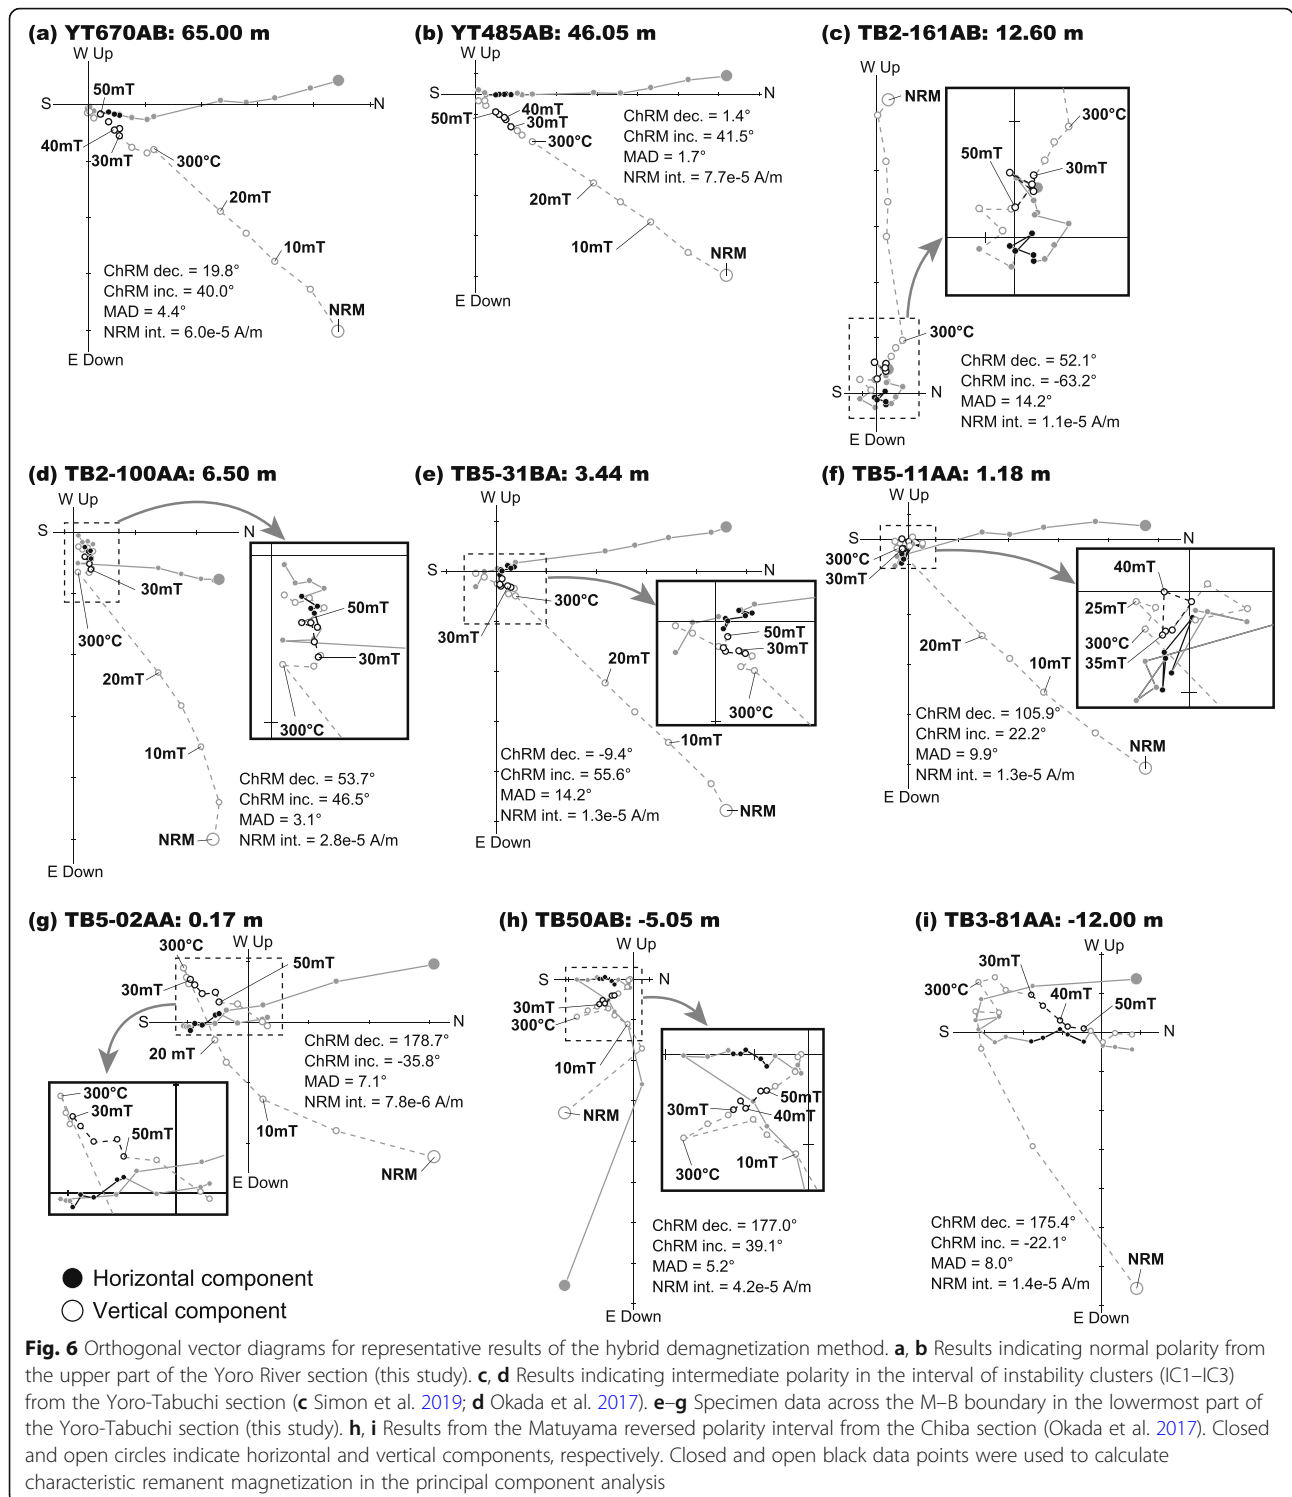 (a) YT670AB: 65.00 m
W Up
50mT
S
N
40mT
30mT
300°C
20mT
10mT
NRM
ChRM dec. = 19.8°
ChRM inc. = 40.0°
MAD = 4.4°
NRM int. = 6.0e-5 A/m
E Down
(b) YT485AB: 46.05 m
W Up
S
N
50mT
40mT
30mT
300°C
20mT
10mT
NRM
ChRM dec. = 1.4°
ChRM inc. = 41.5°
MAD = 1.7°
NRM int. = 7.7e-5 A/m
E Down
(c) TB2-161AB: 12.60 m
W Up
NRM
300°C
50mT
30mT
300°C
S
N
ChRM dec. = 52.1°
ChRM inc. = -63.2°
MAD = 14.2°
NRM int. = 1.1e-5 A/m
E Down
(d) TB2-100AA: 6.50 m
W Up
S
N
30mT
300°C
20mT
10mT
NRM
50mT
30mT
300°C
ChRM dec. = 53.7°
ChRM inc. = 46.5°
MAD = 3.1°
NRM int. = 2.8e-5 A/m
E Down
(e) TB5-31BA: 3.44 m
W Up
S
N
300°C
30mT
20mT
10mT
NRM
50mT
30mT
300°C
ChRM dec. = -9.4°
ChRM inc. = 55.6°
MAD = 14.2°
NRM int. = 1.3e-5 A/m
E Down
(f) TB5-11AA: 1.18 m
W Up
S
N
300°C
30mT
20mT
10mT
NRM
40mT
25mT
300°C
35mT
ChRM dec. = 105.9°
ChRM inc. = 22.2°
MAD = 9.9°
NRM int. = 1.3e-5 A/m
E Down
(g) TB5-02AA: 0.17 m
300°C
W Up
50mT
30mT
S
N
20 mT
10mT
NRM
ChRM dec. = 178.7°
ChRM inc. = -35.8°
MAD = 7.1°
NRM int. = 7.8e-6 A/m
300°C
30mT
50mT
E Down
(h) TB50AB: -5.05 m
W Up
S
N
30mT
300°C
10mT
NRM
30mT
50mT
40mT
300°C
10mT
ChRM dec. = 177.0°
ChRM inc. = 39.1°
MAD = 5.2°
NRM int. = 4.2e-5 A/m
E Down
(i) TB3-81AA: -12.00 m
W Up
30mT
300°C
40mT
50mT
S
N
ChRM dec. = 175.4°
ChRM inc. = -22.1°
MAD = 8.0°
NRM int. = 1.4e-5 A/m
NRM
E Down
Horizontal component
Vertical component
Fig. 6 Orthogonal vector diagrams for representative results of the hybrid demagnetization method. a, b Results indicating normal polarity from
the upper part of the Yoro River section (this study). c, d Results indicating intermediate polarity in the interval of instability clusters (IC1–IC3)
from the Yoro-Tabuchi section (c Simon et al. 2019; d Okada et al. 2017). e–g Specimen data across the M–B boundary in the lowermost part of
the Yoro-Tabuchi section (this study). h, i Results from the Matuyama reversed polarity interval from the Chiba section (Okada et al. 2017). Closed
and open circles indicate horizontal and vertical components, respectively. Closed and open black data points were used to calculate
characteristic remanent magnetization in the principal component analysis